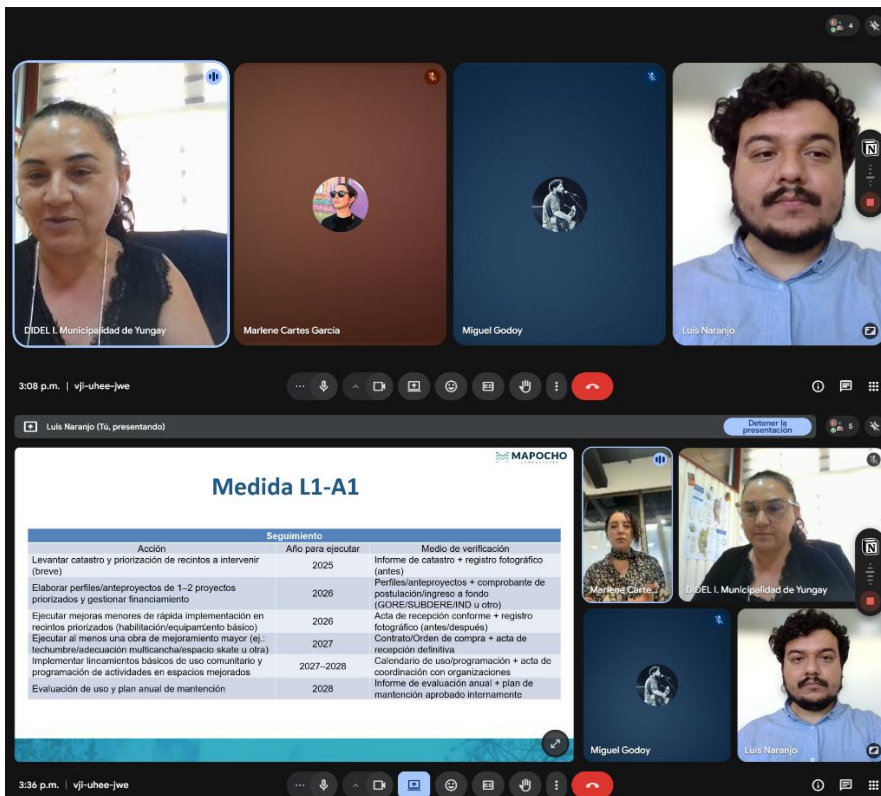 4
DIDEL I. Municipalidad de Yungay
Marlene Cartes García
Miguel Godoy
Luis Naranjo
3:08 p.m. | vji-uhee-jwe
Luis Naranjo (Tú, presentando)
Detener la
presentación
5
MAPOCHO
CONSULTORES
Medida L1-A1
Seguimiento
Acción Año para ejecutar Medio de verificación
Levantar catastro y priorización de recintos a intervenir
(breve)
2025
Informe de catastro + registro fotográfico
(antes)
Elaborar perfiles/anteproyectos de 1–2 proyectos
priorizados y gestionar financiamiento
2026
Perfiles/anteproyectos + comprobante de
postulación/ingreso a fondo
(GORE/SUBDERE/IND u otro)
Ejecutar mejoras menores de rápida implementación en
recintos priorizados (habilitación/equipamiento básico)
2026
Acta de recepción conforme + registro
fotográfico (antes/después)
Ejecutar al menos una obra de mejoramiento mayor (ej.:
techumbre/adecuación multicancha/espacio skate u otra)
2027
Contrato/Orden de compra + acta de
recepción definitiva
Implementar lineamientos básicos de uso comunitario y
programación de actividades en espacios mejorados
2027–2028
Calendario de uso/programación + acta de
coordinación con organizaciones
Evaluación de uso y plan anual de mantención
2028
Informe de evaluación anual + plan de
mantención aprobado internamente
Marlene Carte...
DIDEL I. Municipalidad de Yungay
Miguel Godoy
Luis Naranjo
3:36 p.m. | vji-uhee-jwe